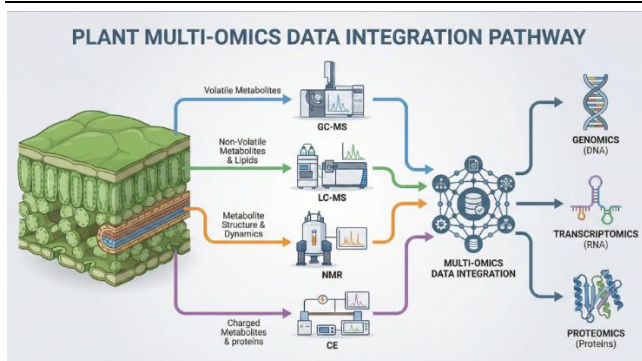 PLANT MULTI-OMICS DATA INTEGRATION PATHWAY
Volatile Metabolites
GC-MS
Non-Volatile
Metabolites
& Lipids
LC-MS
Metabolite
Structure &
Dynamics
NMR
Charged
Metabolites
& proteins
CE
MULTI-OMICS
DATA INTEGRATION
GENOMICS
(DNA)
TRANSCRIPTOMICS
(RNA)
PROTEOMICS
(Proteins)